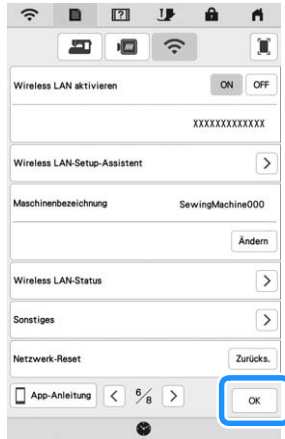 Wireless LAN aktivieren ON OFF
XXXXXXXXXXXXX
Wireless LAN-Setup-Assistent
Maschinenbezeichnung SewingMachine000
Ändern
Wireless LAN-Status
Sonstiges
Netzwerk-Reset Zurücks.
App-Anleitung < 6/8 > OK